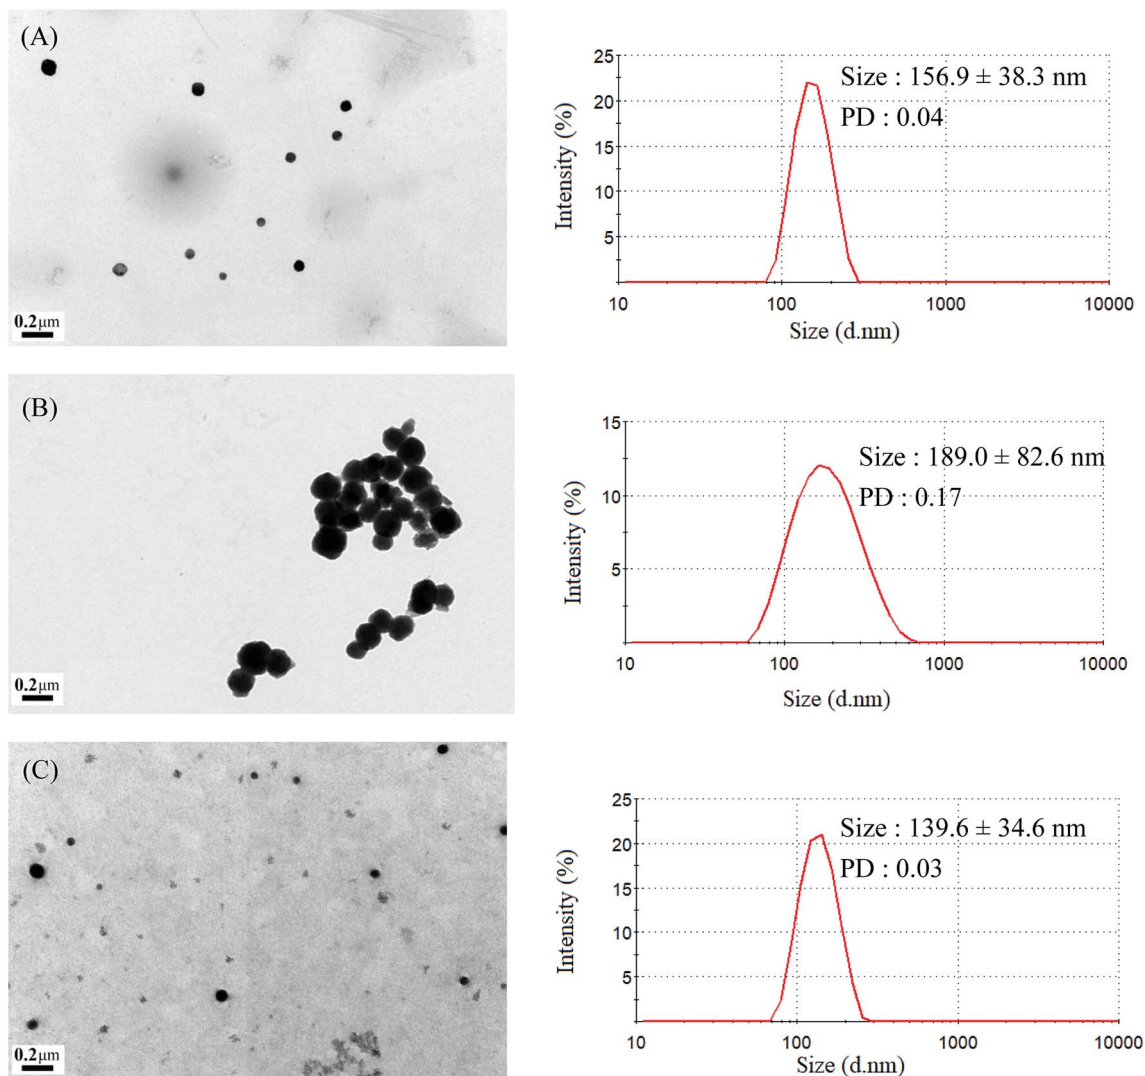 (A)
0.2μm
25
20
15
10
5
Intensity (%)
Size : 156.9 ± 38.3 nm
PD : 0.04
10 100 1000 10000
Size (d.nm)
(B)
0.2μm
15
10
5
Intensity (%)
Size : 189.0 ± 82.6 nm
PD : 0.17
10 100 1000 10000
Size (d.nm)
(C)
0.2μm
25
20
15
10
5
Intensity (%)
Size : 139.6 ± 34.6 nm
PD : 0.03
10 100 1000 10000
Size (d.nm)